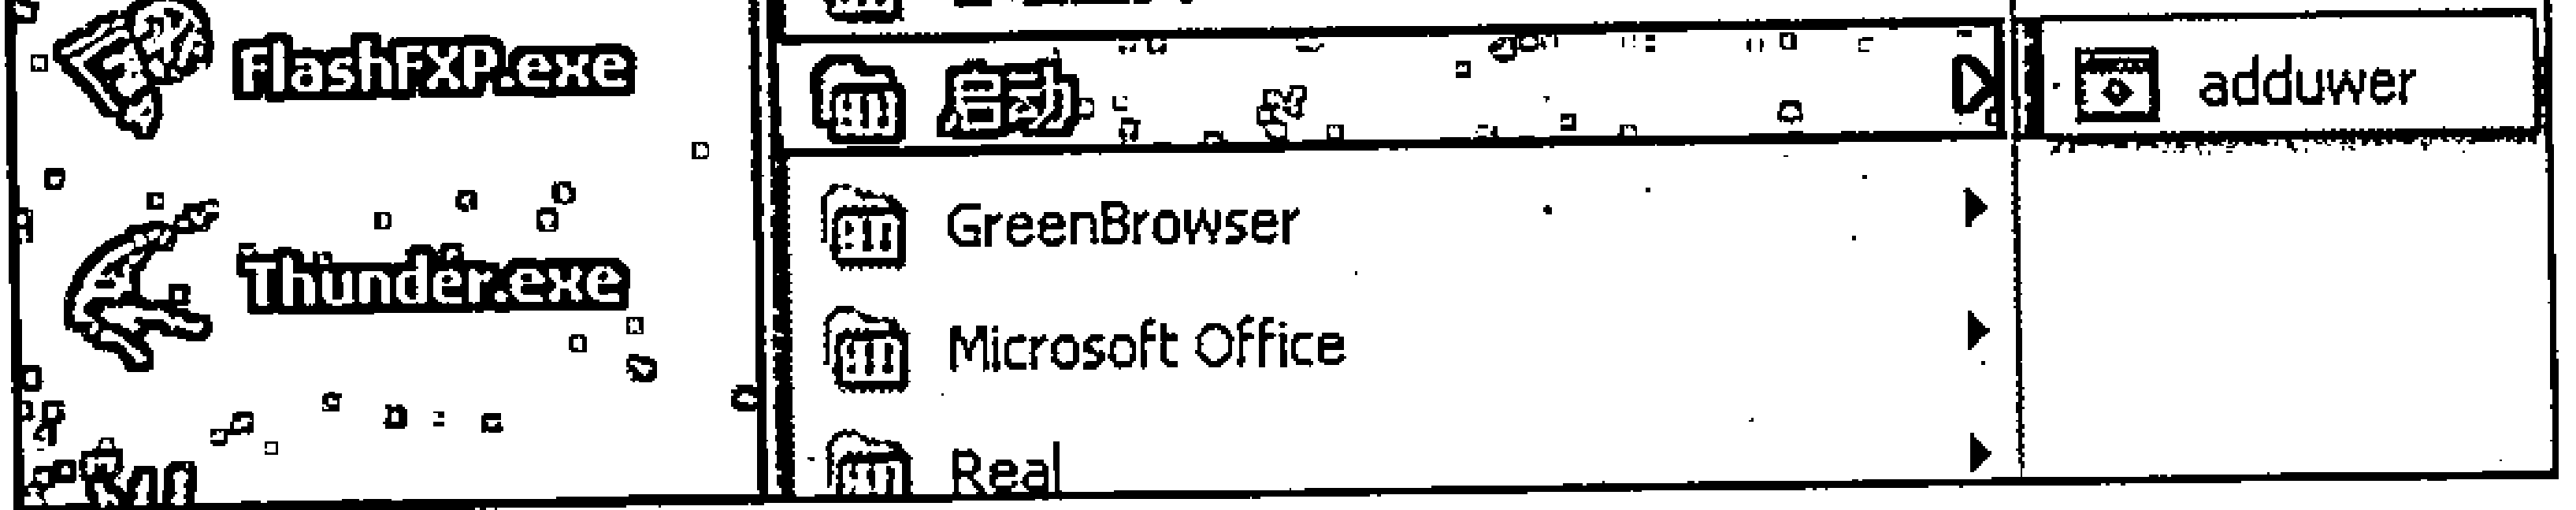 FlashFXP.exe
启动
adduwer
Thunder.exe
GreenBrowser
Microsoft Office
Real